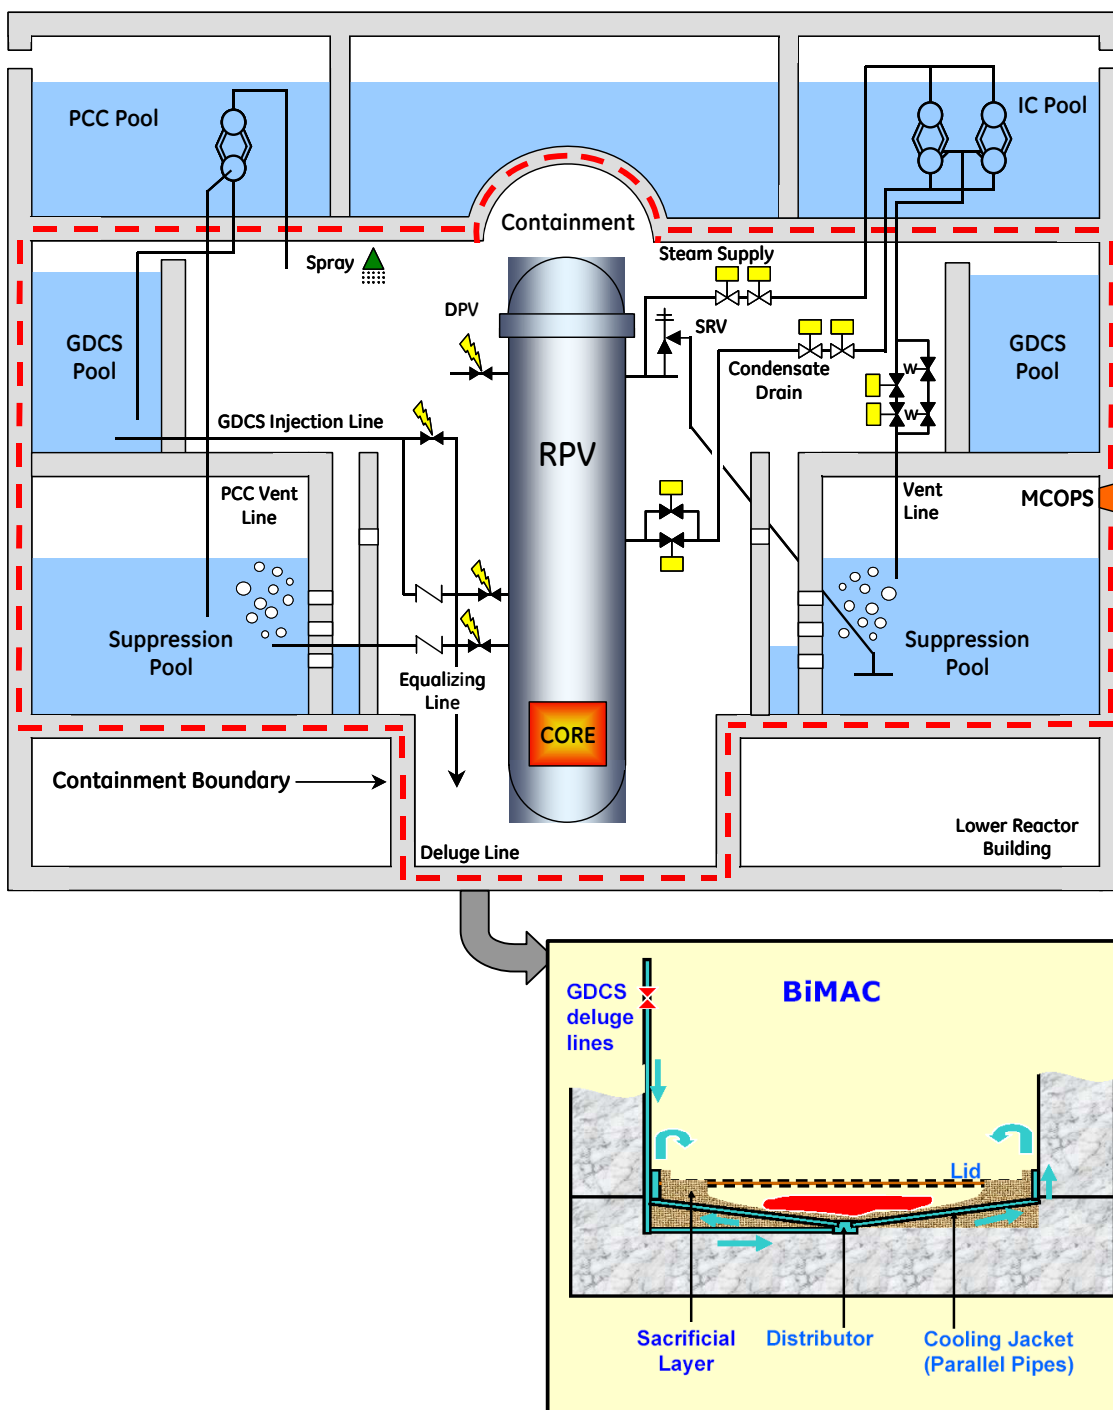 PCC Pool
IC Pool
Containment
Steam Supply
Spray
DPV
SRV
GDCS
Pool
Condensate
Drain
GDCS
Pool
W
W
GDCS Injection Line
RPV
PCC Vent
Line
Vent
Line
MCOPS
Suppression
Pool
Suppression
Pool
Equalizing
Line
CORE
Containment Boundary
Deluge Line
Lower Reactor
Building
GDCS
deluge
lines
BiMAC
Lid
Sacrificial
Layer
Distributor
Cooling Jacket
(Parallel Pipes)